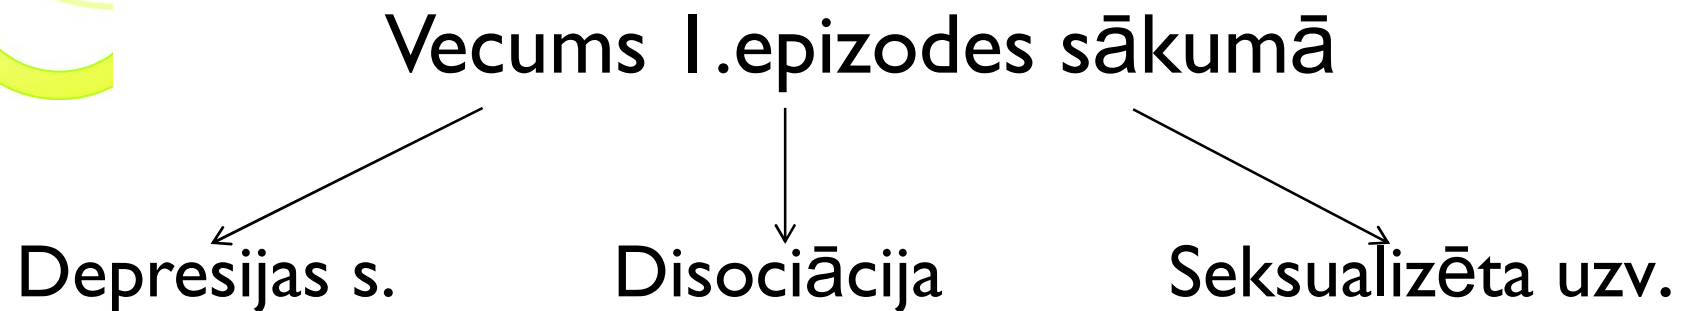 Vecums 1.epizodes sākumā
Depresijas s. Disociācija Seksualizēta uzv.